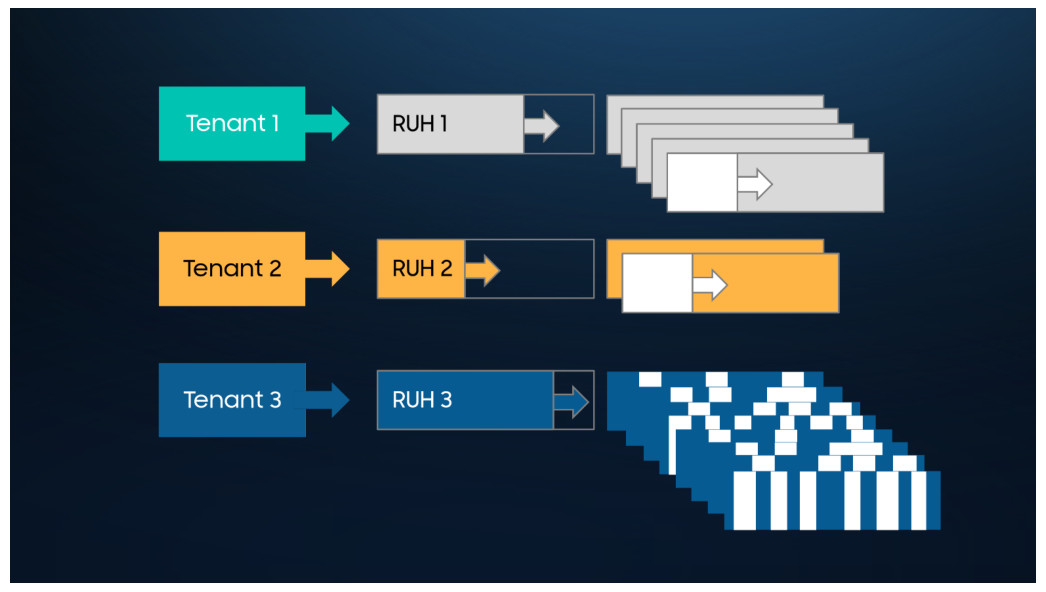 Tenant 1
RUH 1
Tenant 2
RUH 2
Tenant 3
RUH 3